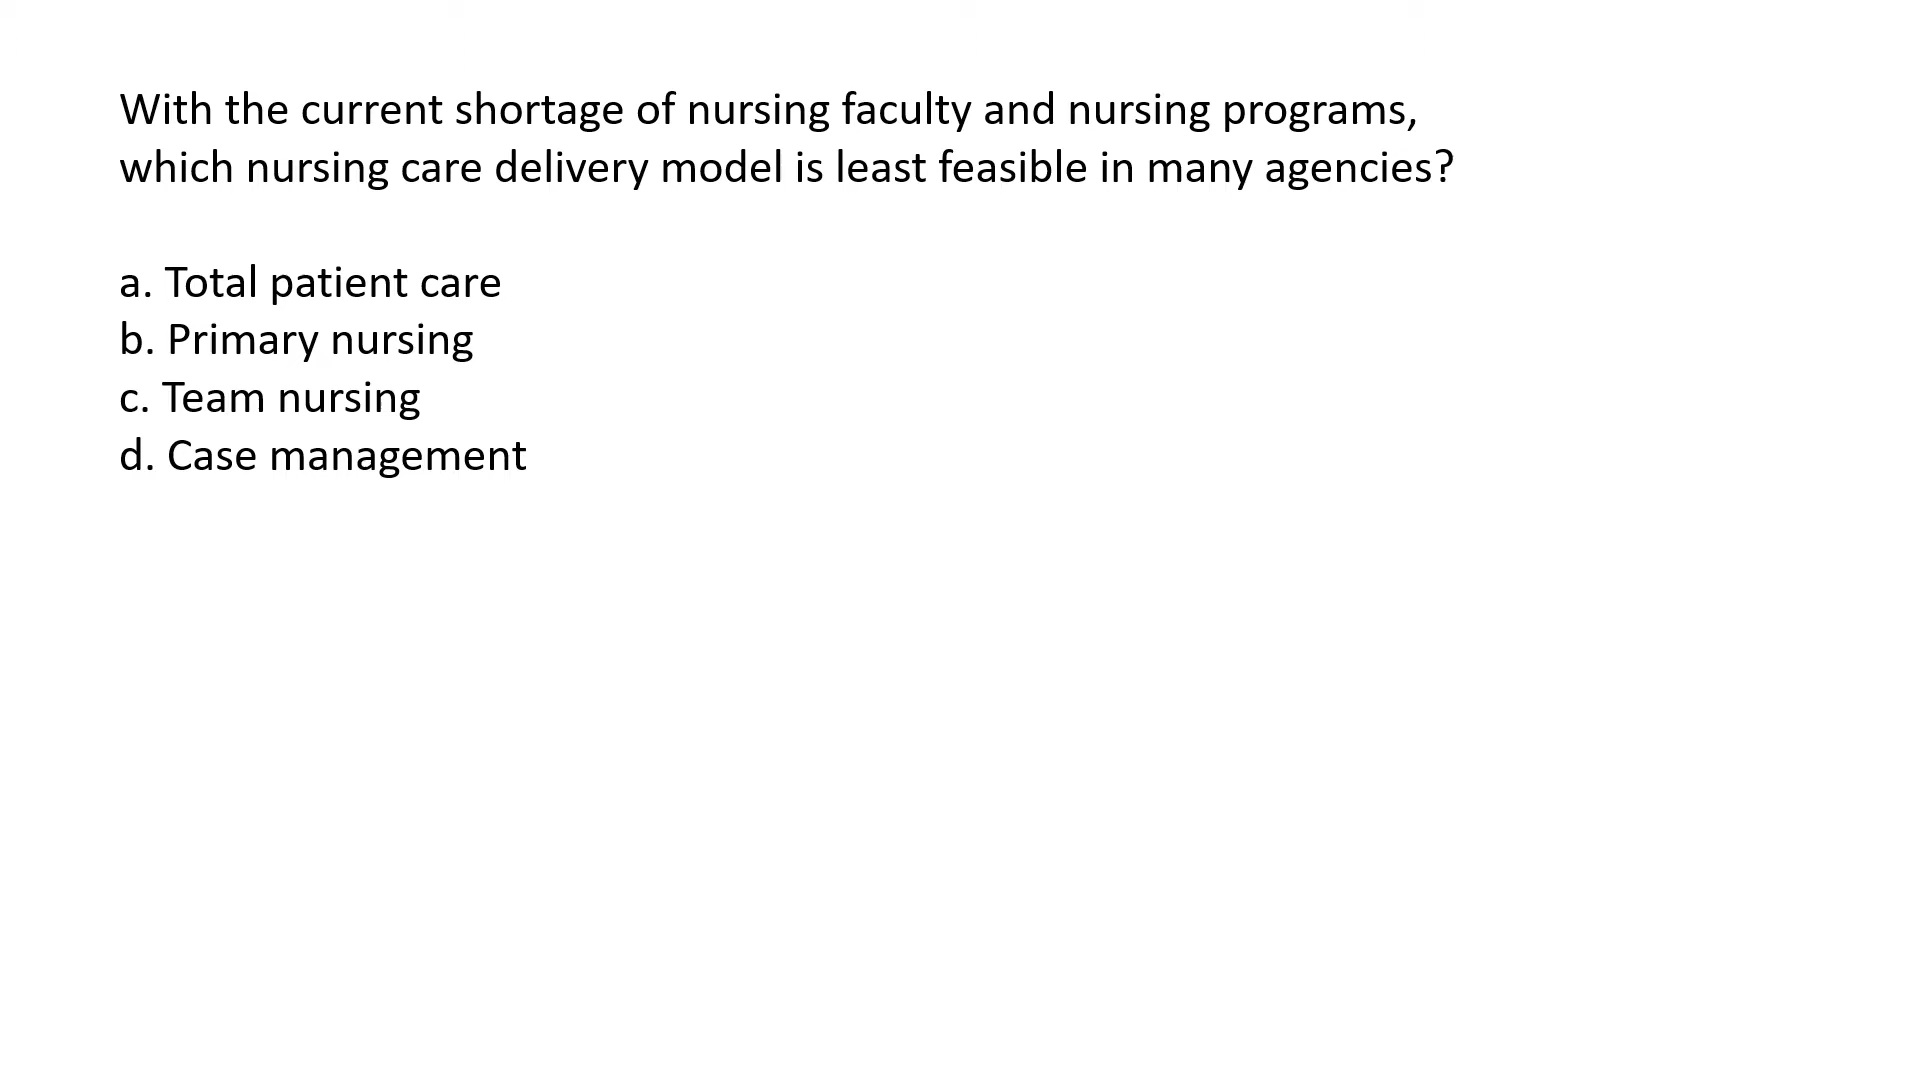 With the current shortage of nursing faculty and nursing programs,
which nursing care delivery model is least feasible in many agencies?
a. Total patient care
b. Primary nursing
c. Team nursing
d. Case management